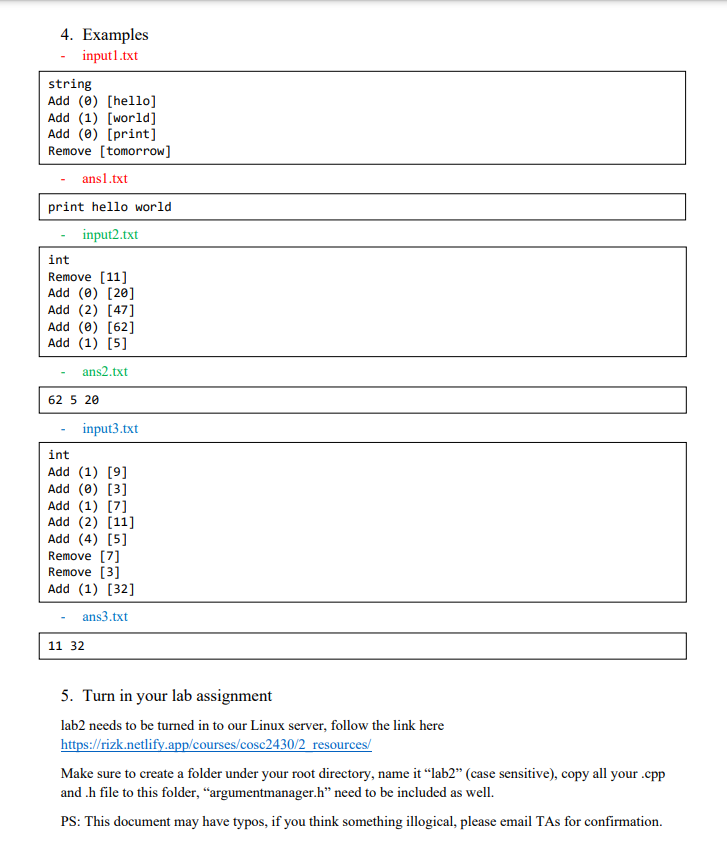 4. Examples
- input1.txt
string
Add (0) [hello]
Add (1) [world]
Add (0) [print]
Remove [tomorrow]
- ans1.txt
print hello world
- input2.txt
int
Remove [11]
Add (0) [20]
Add (2) [47]
Add (0) [62]
Add (1) [5]
- ans2.txt
62 5 20
- input3.txt
int
Add (1) [9]
Add (0) [3]
Add (1) [7]
Add (2) [11]
Add (4) [5]
Remove [7]
Remove [3]
Add (1) [32]
- ans3.txt
11 32
5. Turn in your lab assignment
lab2 needs to be turned in to our Linux server, follow the link here
https://rizk.netlify.app/courses/cosc2430/2_resources/
Make sure to create a folder under your root directory, name it “lab2” (case sensitive), copy all your .cpp
and .h file to this folder, “argumentmanager.h” need to be included as well.
PS: This document may have typos, if you think something illogical, please email TAs for confirmation.